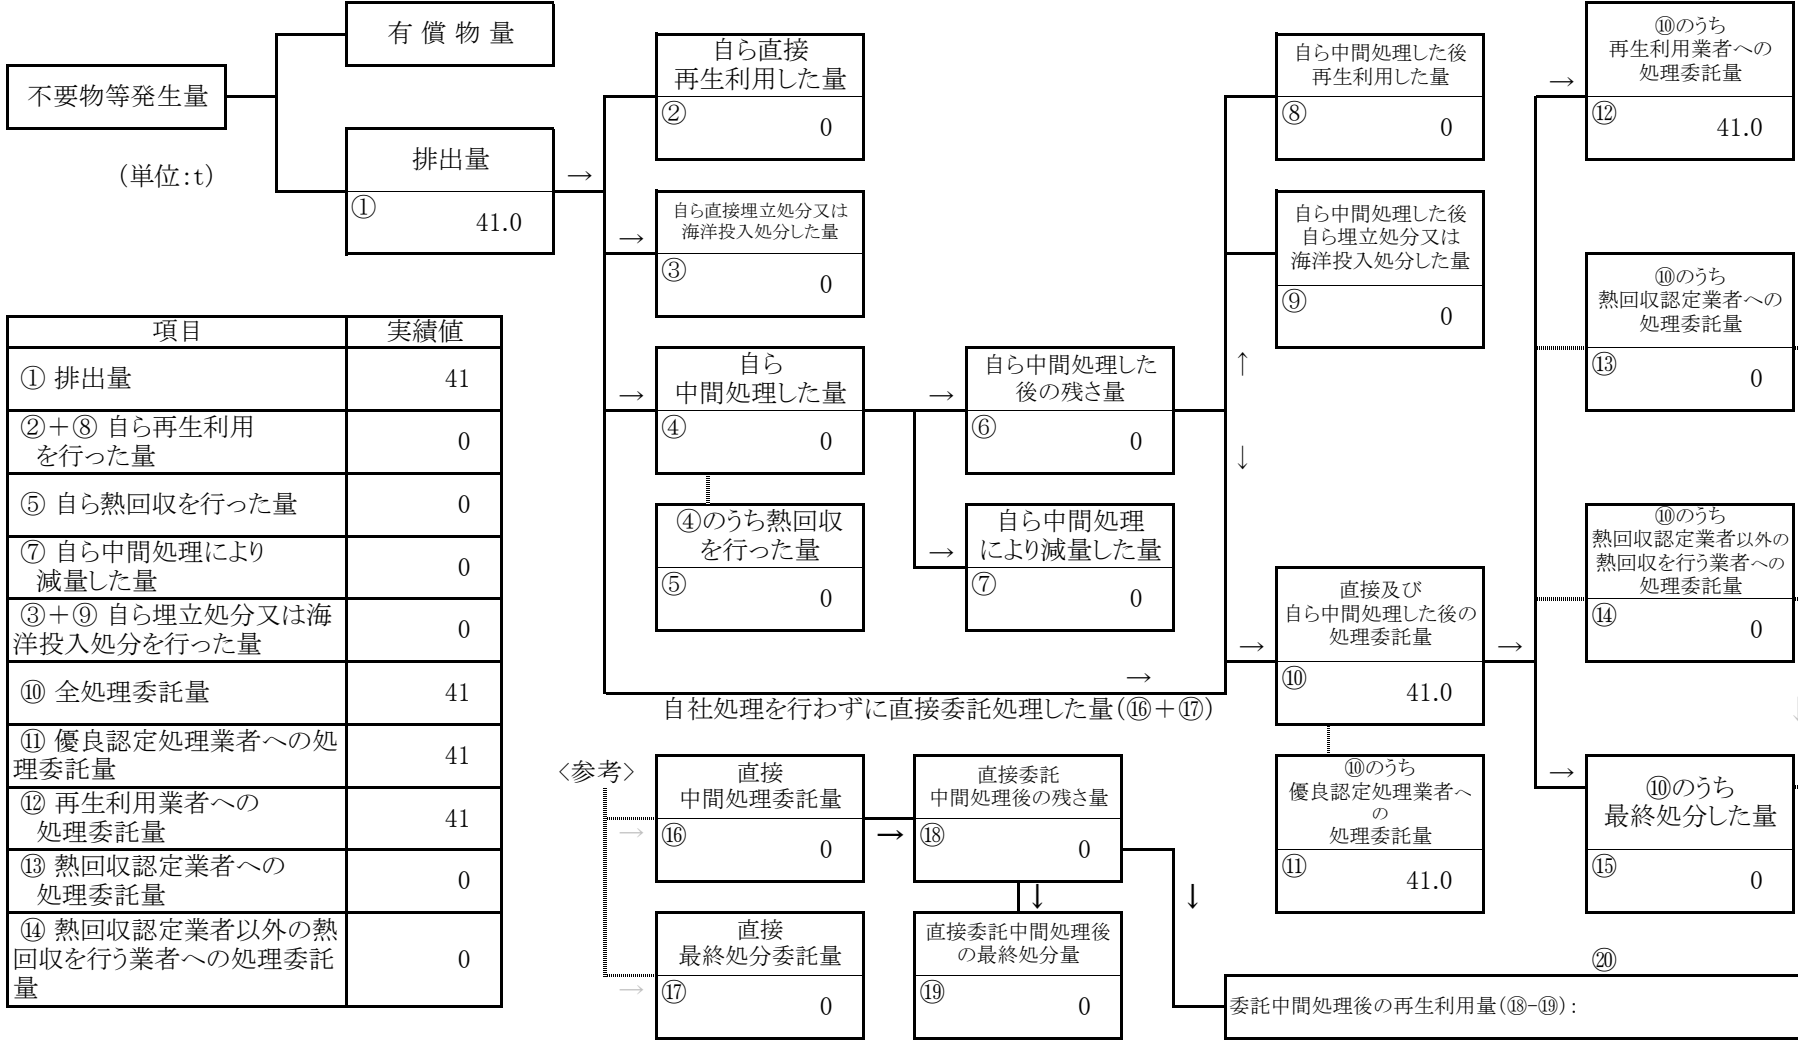 有 償 物 量
不要物等発生量
(単位:t)
排出量
①
41.0
→
自ら直接
再生利用した量
②
0
→
自ら直接埋立処分又は
海洋投入処分した量
③
0
→
自ら
中間処理した量
④
0
④のうち熱回収
を行った量
⑤
0
→
自ら中間処理した
後の残さ量
⑥
0
→
自ら中間処理
により減量した量
⑦
0
自ら中間処理した後
再生利用した量
⑧
0
自ら中間処理した後
自ら埋立処分又は
海洋投入処分した量
⑨
0
↑
↓
→
自社処理を行わずに直接委託処理した量(⑯+⑰)
→
直接及び
自ら中間処理した後の
処理委託量
⑩
41.0
→
⑩のうち
優良認定処理業者へ
の
処理委託量
⑪
41.0
→
⑩のうち
再生利用業者への
処理委託量
⑫
41.0
⑩のうち
熱回収認定業者への
処理委託量
⑬
0
⑩のうち
熱回収認定業者以外の
熱回収を行う業者への
処理委託量
⑭
0
→
⑩のうち
最終処分した量
⑮
0
項目 実績値
① 排出量 41
②+⑧ 自ら再生利用
を行った量 0
⑤ 自ら熱回収を行った量 0
⑦ 自ら中間処理により
減量した量 0
③+⑨ 自ら埋立処分又は海
洋投入処分を行った量 0
⑩ 全処理委託量 41
⑪ 優良認定処理業者への処
理委託量 41
⑫ 再生利用業者への
処理委託量 41
⑬ 熱回収認定業者への
処理委託量 0
⑭ 熱回収認定業者以外の熱
回収を行う業者への処理委託
量 0
<参考>
→
直接
中間処理委託量
⑯
0
→
直接委託
中間処理後の残さ量
⑱
0
↓
↓
→
直接
最終処分委託量
⑰
0
直接委託中間処理後
の最終処分量
⑲
0
⑳
委託中間処理後の再生利用量(⑱-⑲):